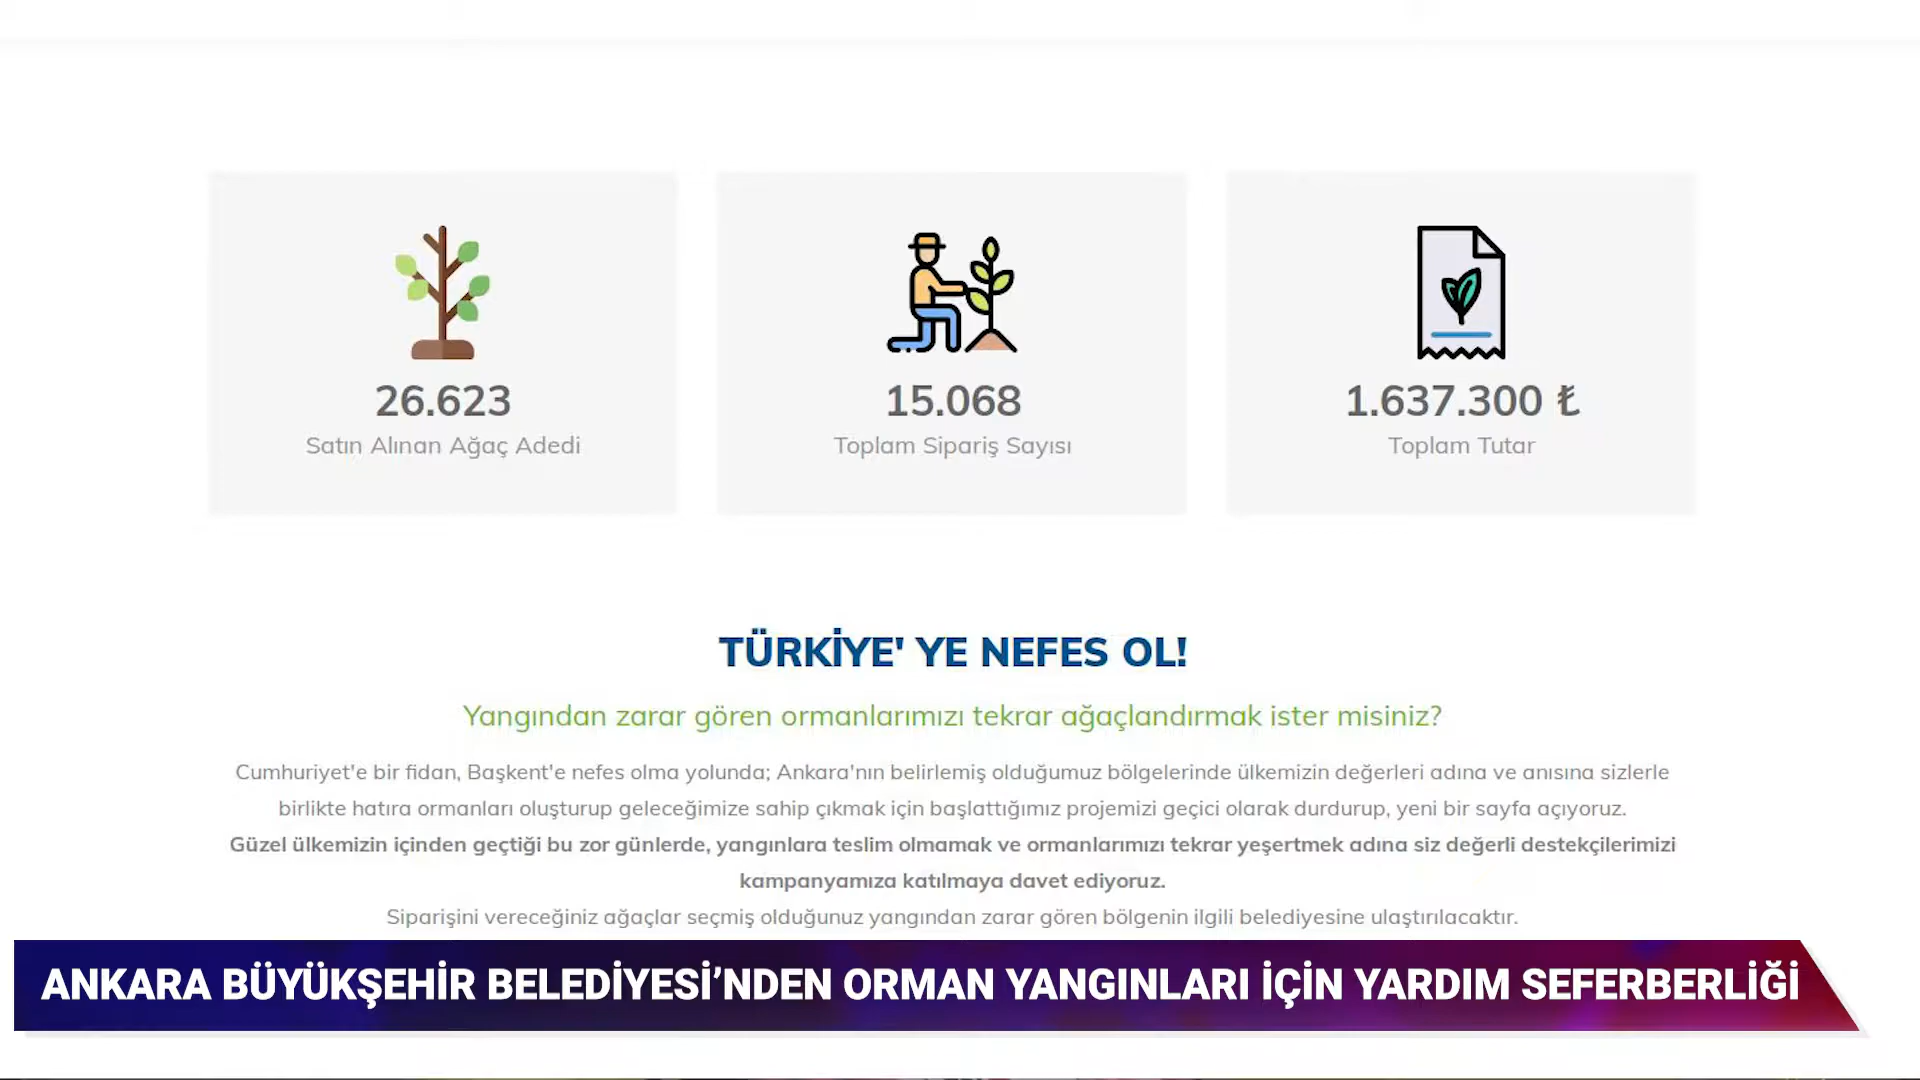 26.623
Satın Alınan Ağaç Adedi
15.068
Toplam Sipariş Sayısı
1.637.300 ₺
Toplam Tutar
TÜRKİYE' YE NEFES OL!
Yangından zarar gören ormanlarımızı tekrar ağaçlandırmak ister misiniz?
Cumhuriyet'e bir fidan, Başkent'e nefes olma yolunda; Ankara'nın belirlemiş olduğumuz bölgelerinde ülkemizin değerleri adına ve anısına sizlerle
birlikte hatıra ormanları oluşturup geleceğimize sahip çıkmak için başlattığımız projemizi geçici olarak durdurup, yeni bir sayfa açıyoruz.
Güzel ülkemizin içinden geçtiği bu zor günlerde, yangınlara teslim olmamak ve ormanlarımızı tekrar yeşertmek adına siz değerli destekçilerimizi
kampanyamıza katılmaya davet ediyoruz.
Siparişini vereceğiniz ağaçlar seçmiş olduğunuz yangından zarar gören bölgenin ilgili belediyesine ulaştırılacaktır.
ANKARA BÜYÜKŞEHİR BELEDİYESİ’NDEN ORMAN YANGINLARI İÇİN YARDIM SEFERBERLİĞİ